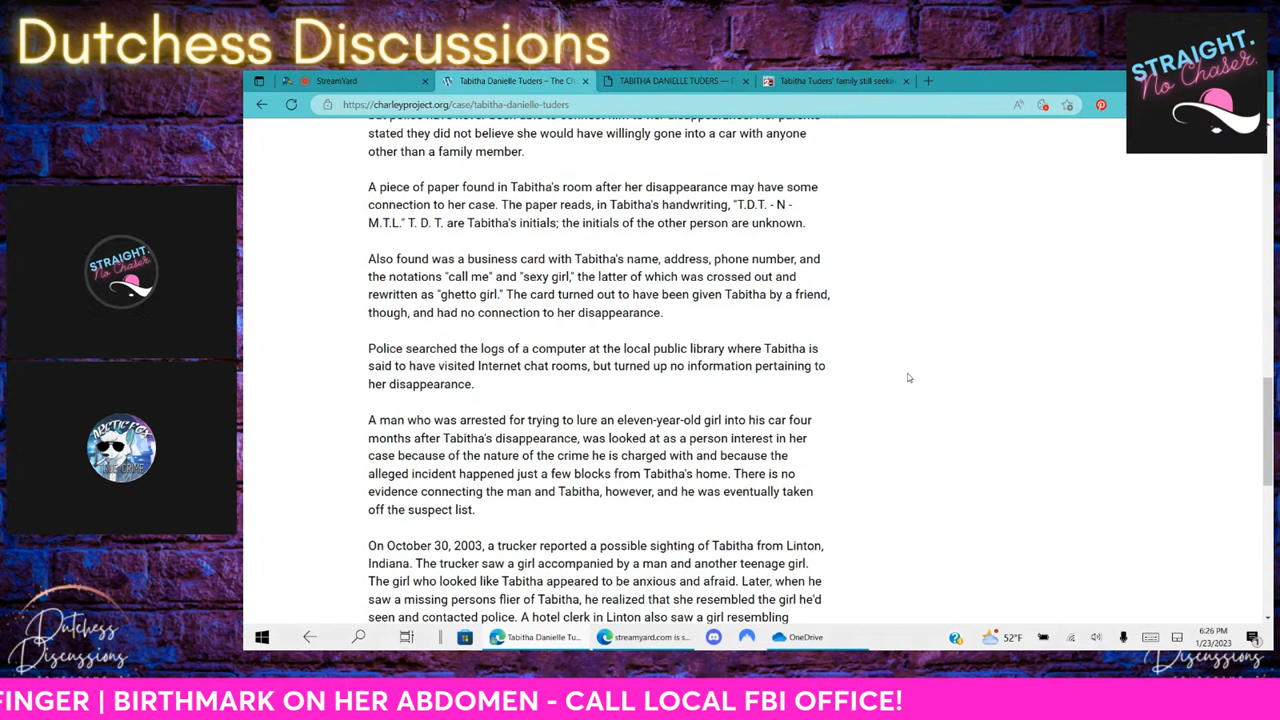 Dutchess Discussions
STRAIGHT.
No Chaser.
StreamYard
Tabitha Danielle Tuders – The Ch
TABITHA DANIELLE TUDERS —
Tabitha Tuders' family still seekin
https://charleyproject.org/case/tabitha-danielle-tuders
stated they did not believe she would have willingly gone into a car with anyone
other than a family member.
A piece of paper found in Tabitha's room after her disappearance may have some
connection to her case. The paper reads, in Tabitha's handwriting, "T.D.T. - N -
M.T.L." T. D. T. are Tabitha's initials; the initials of the other person are unknown.
Also found was a business card with Tabitha's name, address, phone number, and
the notations "call me" and "sexy girl," the latter of which was crossed out and
rewritten as "ghetto girl." The card turned out to have been given Tabitha by a friend,
though, and had no connection to her disappearance.
Police searched the logs of a computer at the local public library where Tabitha is
said to have visited Internet chat rooms, but turned up no information pertaining to
her disappearance.
A man who was arrested for trying to lure an eleven-year-old girl into his car four
months after Tabitha's disappearance, was looked at as a person interest in her
case because of the nature of the crime he is charged with and because the
alleged incident happened just a few blocks from Tabitha's home. There is no
evidence connecting the man and Tabitha, however, and he was eventually taken
off the suspect list.
On October 30, 2003, a trucker reported a possible sighting of Tabitha from Linton,
Indiana. The trucker saw a girl accompanied by a man and another teenage girl.
The girl who looked like Tabitha appeared to be anxious and afraid. Later, when he
saw a missing persons flier of Tabitha, he realized that she resembled the girl he'd
seen and contacted police. A hotel clerk in Linton also saw a girl resembling
STRAIGHT.
No Chaser
ARCTIC FOX
TRUE CRIME
Tabitha Danielle Tu...
streamyard.com is s...
OneDrive
52°F
6:26 PM
1/23/2023
Dutchess
Discussions
Discussions
FINGER | BIRTHMARK ON HER ABDOMEN - CALL LOCAL FBI OFFICE!